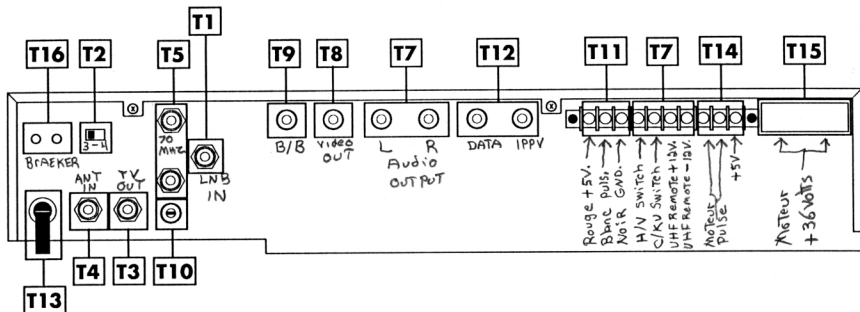 T1
T16
T2
T5
T9
T8
T7
T12
T11
T7
T14
T15
70
MHZ
3-4
BrAEKER
B/B
Video
OUT
L
R
Audio
OUTPUT
DATA
IPPV
LNB
IN
ANT
IN
TV
OUT
Rouge +5V.
Blanc puls.
NoiR GND.
H/V Switch
C/KU Switch
UHF Remote +12V.
UHF Remote -12V.
Moteur
Pulse
+5V
Moteur
+36Volts
T13
T4
T3
T10